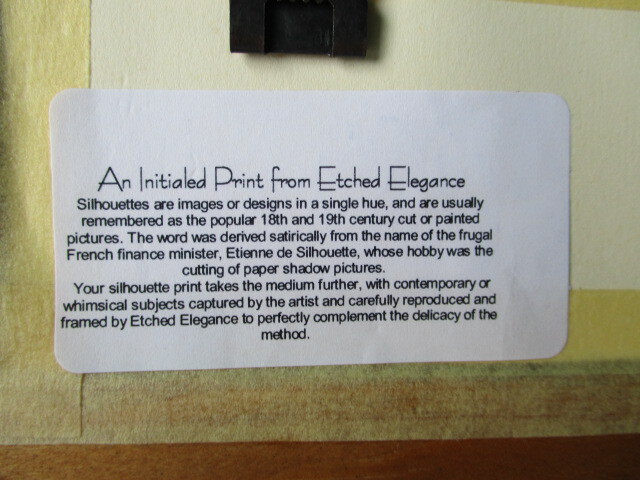 An Initialed Print from Etched Elegance
Silhouettes are images or designs in a single hue, and are usually
remembered as the popular 18th and 19th century cut or painted
pictures. The word was derived satirically from the name of the frugal
French finance minister, Etienne de Silhouette, whose hobby was the
cutting of paper shadow pictures.
Your silhouette print takes the medium further, with contemporary or
whimsical subjects captured by the artist and carefully reproduced and
framed by Etched Elegance to perfectly complement the delicacy of the
method.